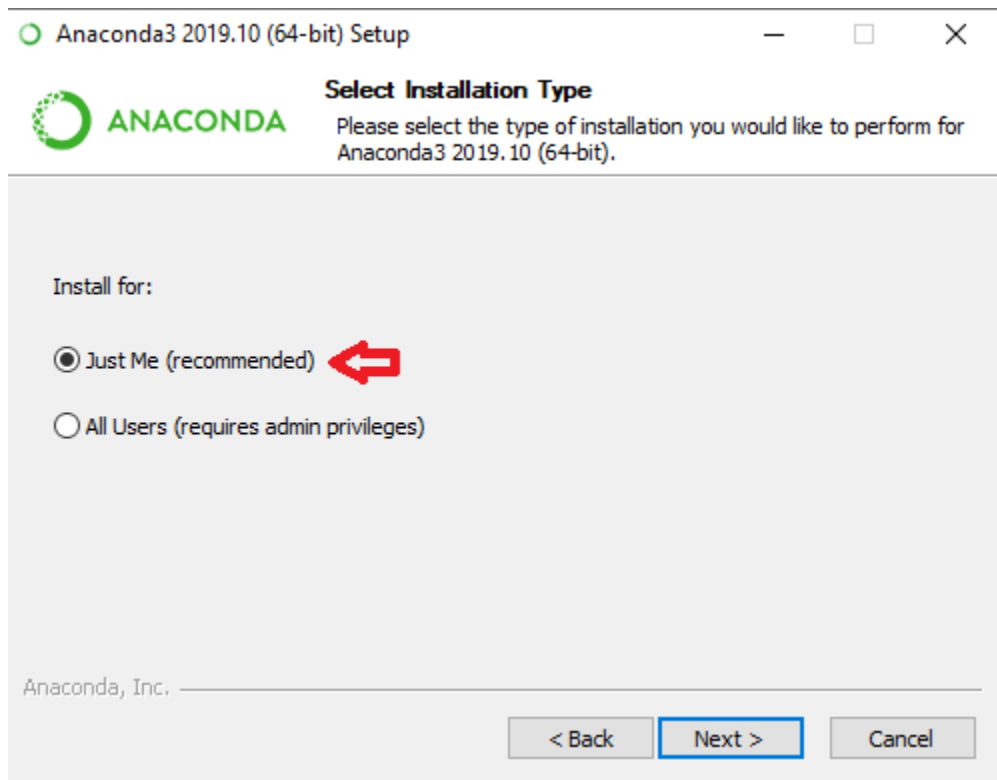 Anaconda3 2019.10 (64-bit) Setup
ANACONDA
Select Installation Type
Please select the type of installation you would like to perform for
Anaconda3 2019.10 (64-bit).
Install for:
Just Me (recommended)
All Users (requires admin privileges)
Anaconda, Inc.
< Back
Next >
Cancel